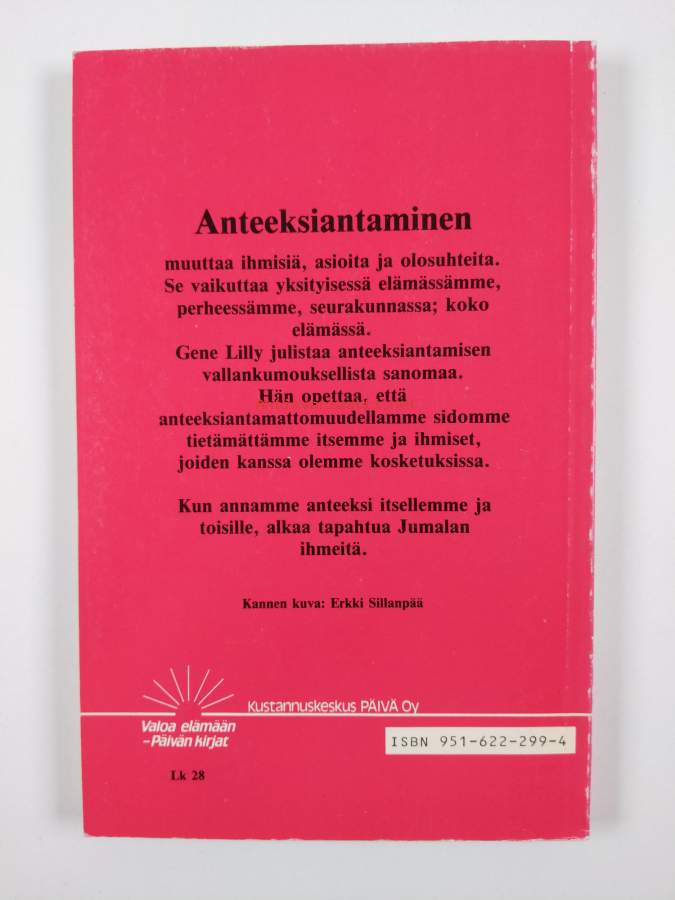 Anteeksiantaminen
muuttaa ihmisiä, asioita ja olosuhteita.
Se vaikuttaa yksityisessä elämässämme,
perheessämme, seurakunnassa; koko
elämässä.
Gene Lilly julistaa anteeksiantamisen
vallankumouksellista sanomaa.
Hän opettaa, että
anteeksiantamattomuudellamme sidomme
tietämättämme itsemme ja ihmiset,
joiden kanssa olemme kosketuksissa.
Kun annamme anteeksi itsellemme ja
toisille, alkaa tapahtua Jumalan
ihmeitä.
Kannen kuva: Erkki Sillanpää
Kustannuskeskus PÄIVÄ Oy
Valoa elämään
–Päivän kirjat
ISBN 951-622-299-4
Lk 28